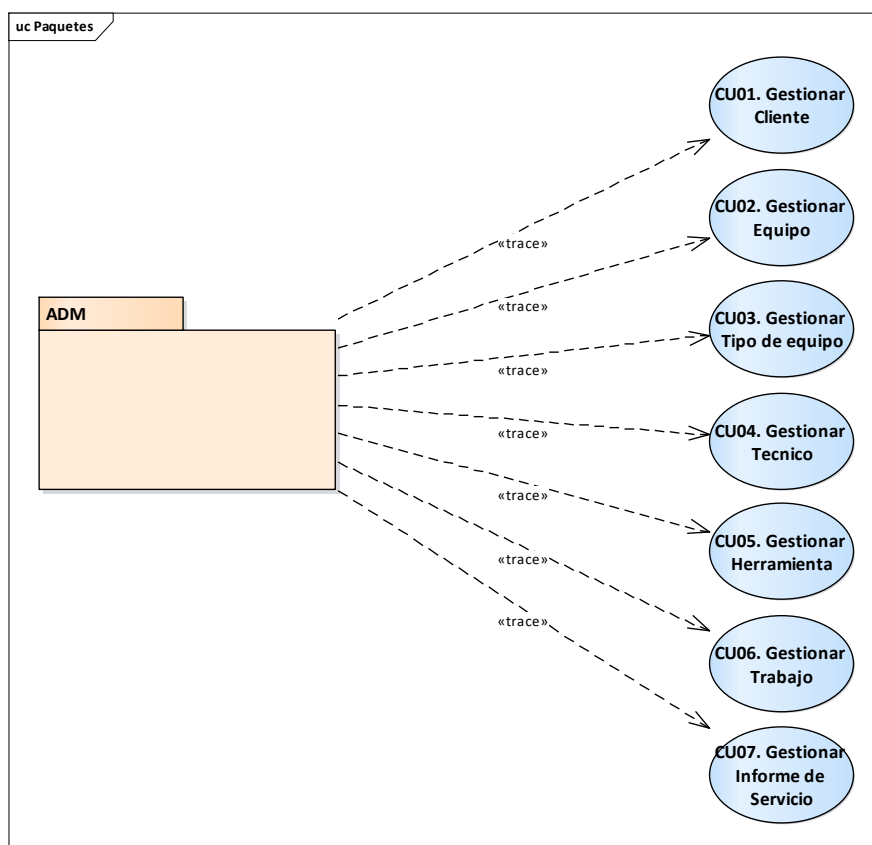 uc Paquetes
CU01. Gestionar
Cliente
CU02. Gestionar
Equipo
«trace»
«trace»
ADM
CU03. Gestionar
Tipo de equipo
«trace»
«trace»
CU04. Gestionar
Tecnico
«trace»
CU05. Gestionar
Herramienta
«trace»
«trace»
CU06. Gestionar
Trabajo
CU07. Gestionar
Informe de
Servicio